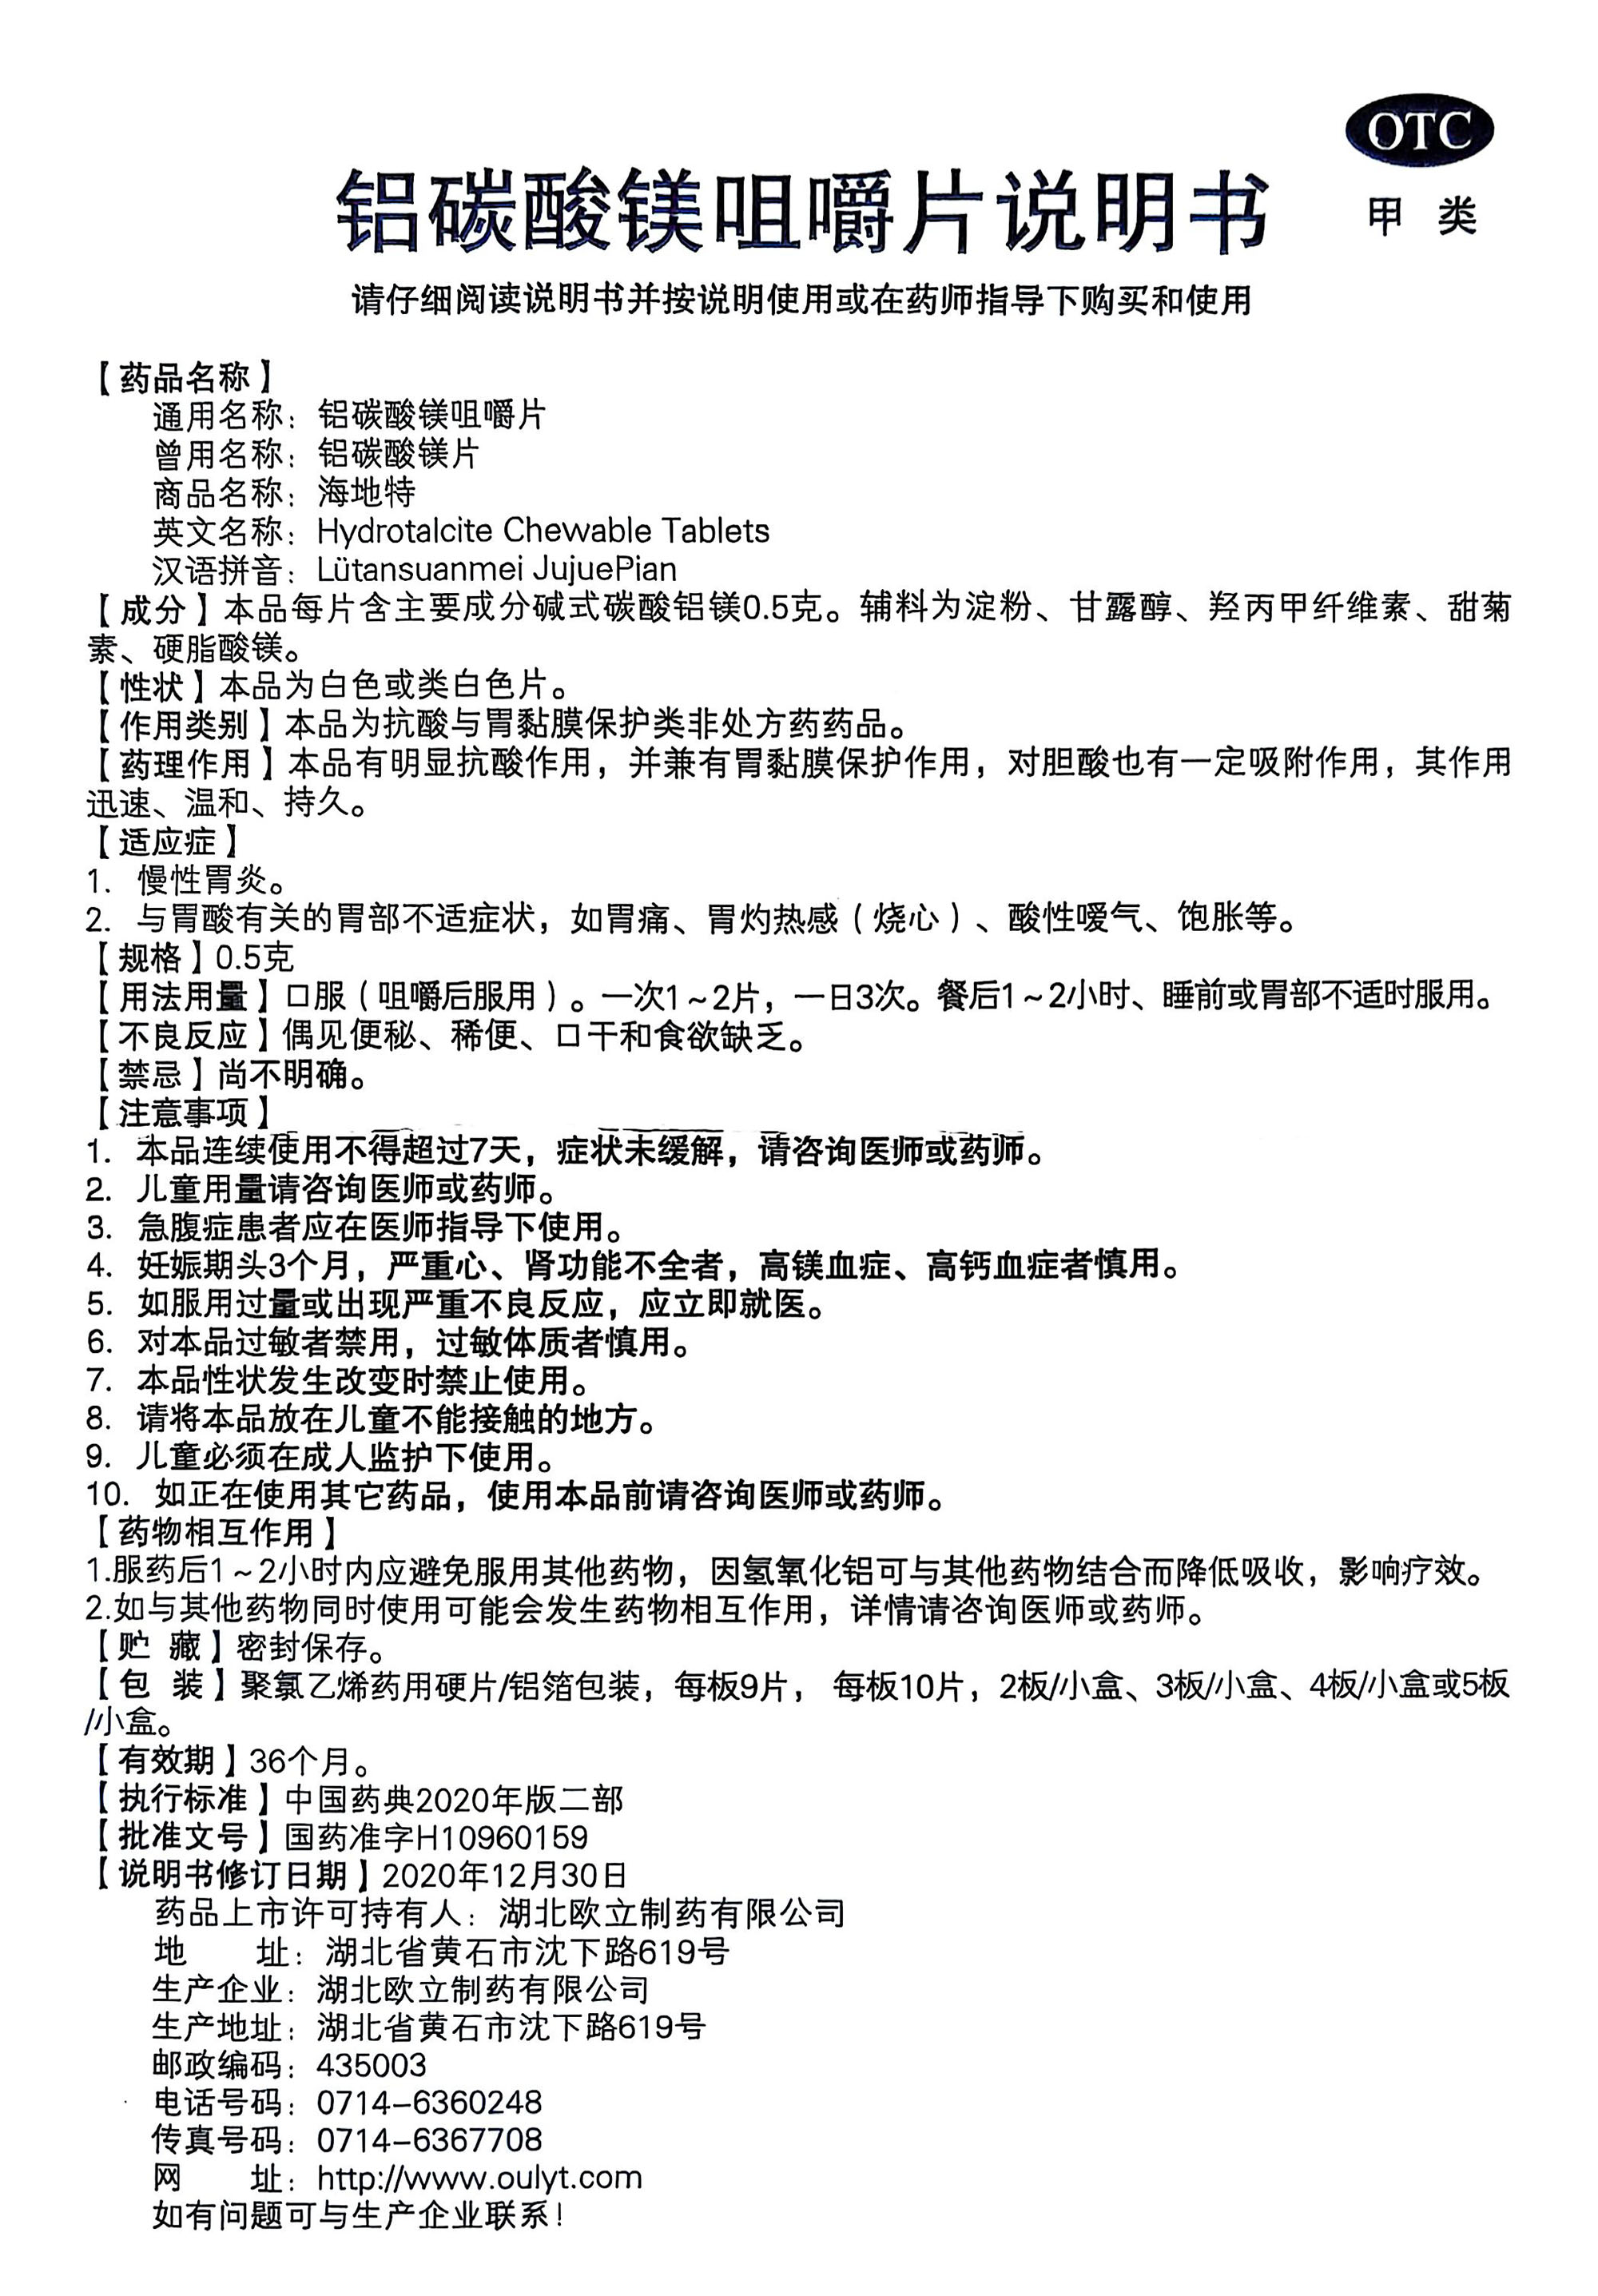 OTC
铝碳酸镁咀嚼片说明书
甲 类
请仔细阅读说明书并按说明使用或在药师指导下购买和使用
【药品名称】
通用名称：铝碳酸镁咀嚼片
曾用名称：铝碳酸镁片
商品名称：海地特
英文名称：Hydrotalcite Chewable Tablets
汉语拼音：Lütansuanmei JujuePian
【成分】本品每片含主要成分碱式碳酸铝镁0.5克。辅料为淀粉、甘露醇、羟丙甲纤维素、甜菊
素、硬脂酸镁。
【性状】本品为白色或类白色片。
【作用类别】本品为抗酸与胃黏膜保护类非处方药药品。
【药理作用】本品有明显抗酸作用，并兼有胃黏膜保护作用，对胆酸也有一定吸附作用，其作用
迅速、温和、持久。
【适应症】
1. 慢性胃炎。
2. 与胃酸有关的胃部不适症状，如胃痛、胃灼热感（烧心）、酸性嗳气、饱胀等。
【规格】0.5克
【用法用量】口服（咀嚼后服用）。一次1～2片，一日3次。餐后1～2小时、睡前或胃部不适时服用。
【不良反应】偶见便秘、稀便、口干和食欲缺乏。
【禁忌】尚不明确。
【注意事项】
1. 本品连续使用不得超过7天，症状未缓解，请咨询医师或药师。
2. 儿童用量请咨询医师或药师。
3. 急腹症患者应在医师指导下使用。
4. 妊娠期头3个月，严重心、肾功能不全者，高镁血症、高钙血症者慎用。
5. 如服用过量或出现严重不良反应，应立即就医。
6. 对本品过敏者禁用，过敏体质者慎用。
7. 本品性状发生改变时禁止使用。
8. 请将本品放在儿童不能接触的地方。
9. 儿童必须在成人监护下使用。
10. 如正在使用其它药品，使用本品前请咨询医师或药师。
【药物相互作用】
1.服药后1～2小时内应避免服用其他药物，因氢氧化铝可与其他药物结合而降低吸收，影响疗效。
2.如与其他药物同时使用可能会发生药物相互作用，详情请咨询医师或药师。
【贮 藏】密封保存。
【包 装】聚氯乙烯药用硬片/铝箔包装，每板9片， 每板10片，2板/小盒、3板/小盒、4板/小盒或5板
/小盒。
【有效期】36个月。
【执行标准】中国药典2020年版二部
【批准文号】国药准字H10960159
【说明书修订日期】2020年12月30日
药品上市许可持有人：湖北欧立制药有限公司
地 址：湖北省黄石市沈下路619号
生产企业：湖北欧立制药有限公司
生产地址：湖北省黄石市沈下路619号
邮政编码：435003
电话号码：0714-6360248
传真号码：0714-6367708
网 址：http://www.oulyt.com
如有问题可与生产企业联系！